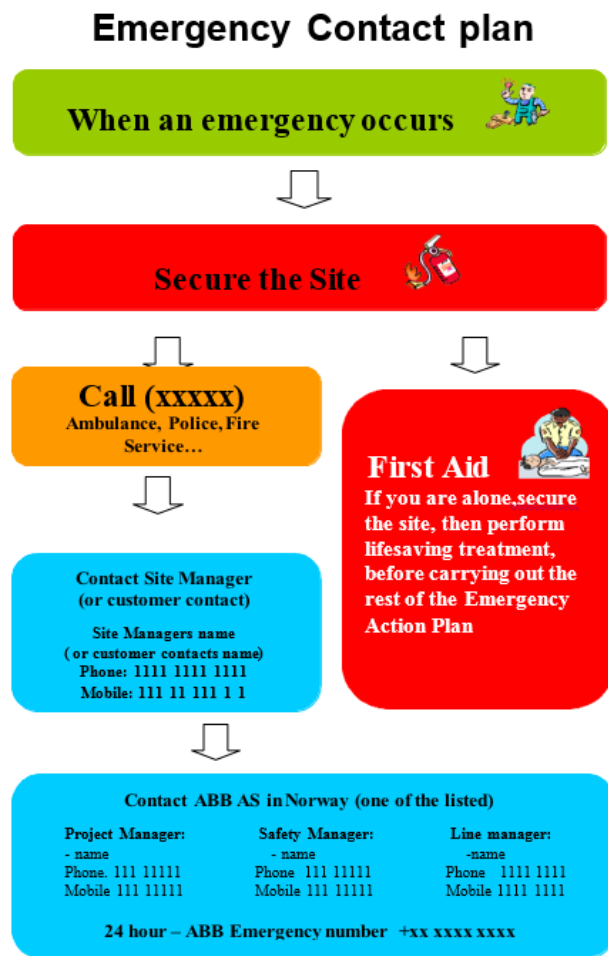 Emergency Contact plan
When an emergency occurs
Secure the Site
Call (xxxxx)
Ambulance, Police, Fire
Service…
First Aid
If you are alone,secure
the site, then perform
lifesaving treatment,
before carrying out the
rest of the Emergency
Action Plan
Contact Site Manager
(or customer contact)
Site Managers name
( or customer contacts name)
Phone: 1111 1111 1111
Mobile: 111 11 111 1 1
Contact ABB AS in Norway (one of the listed)
Project Manager:
- name
Phone. 111 11111
Mobile 111 11111
Safety Manager:
- name
Phone 111 11111
Mobile 111 11111
Line manager:
-name
Phone 1111 1111
Mobile 1111 1111
24 hour – ABB Emergency number +xx xxxx xxxx